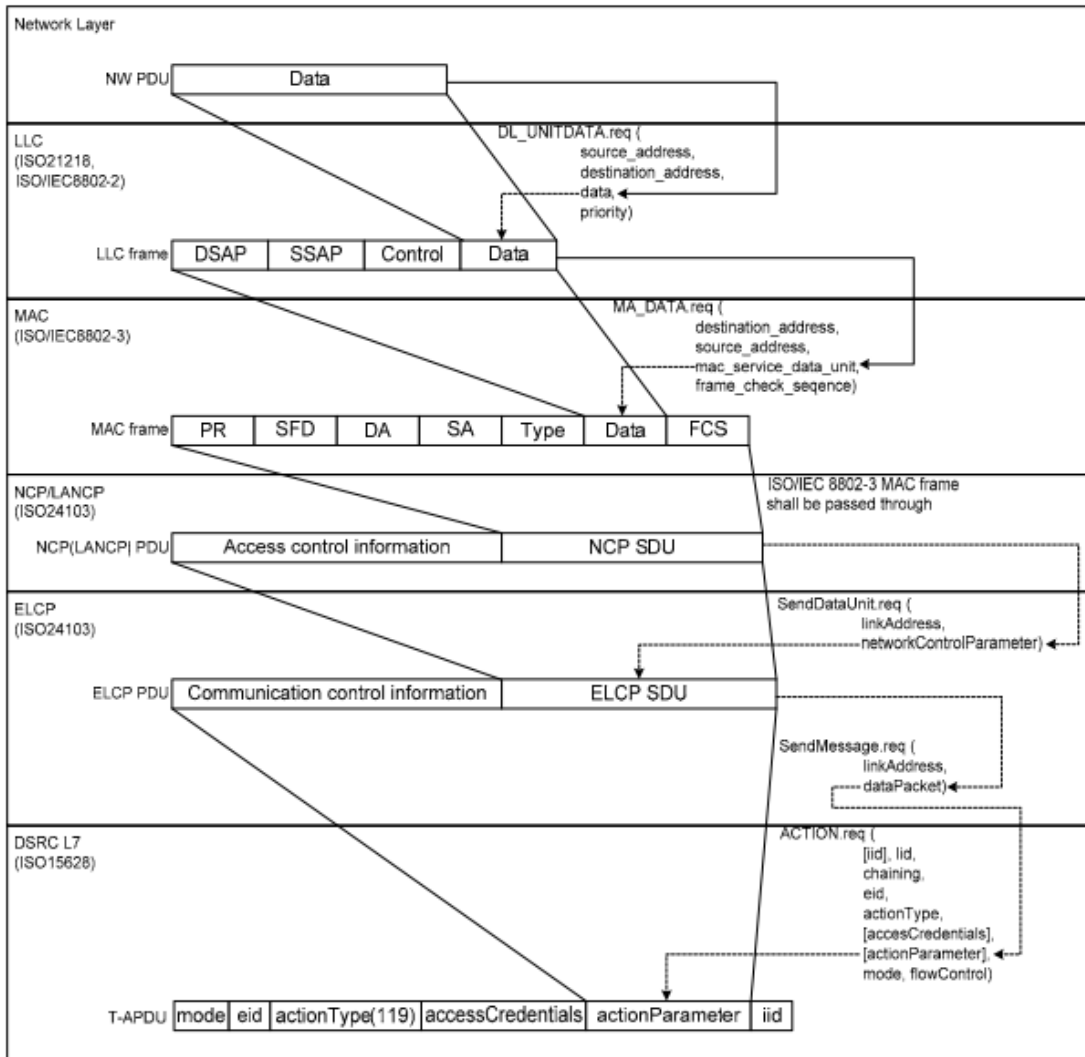 Network Layer
NW PDU
Data
LLC
(ISO21218,
ISO/IEC8802-2)
DL_UNITDATA.req (
source_address,
destination_address,
data,
priority)
LLC frame
DSAP SSAP Control Data
MAC
(ISO/IEC8802-3)
MA_DATA.req (
destination_address,
source_address,
mac_service_data_unit,
frame_check_seqence)
MAC frame
PR SFD DA SA Type Data FCS
NCP/LANCP
(ISO24103)
ISO/IEC 8802-3 MAC frame
shall be passed through
NCP(LANCP| PDU
Access control information NCP SDU
ELCP
(ISO24103)
SendDataUnit.req (
linkAddress,
networkControlParameter)
ELCP PDU
Communication control information ELCP SDU
SendMessage.req (
linkAddress,
dataPacket)
DSRC L7
(ISO15628)
ACTION.req (
[iid], lid,
chaining,
eid,
actionType,
[accesCredentials],
[actionParameter],
mode, flowControl)
T-APDU
mode eid actionType(119) accessCredentials actionParameter iid